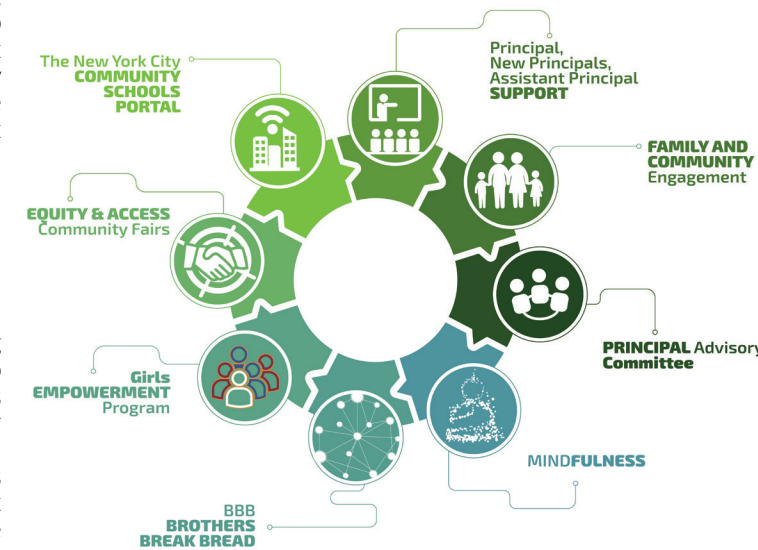 The New York City
COMMUNITY
SCHOOLS
PORTAL
Principal,
New Principals,
Assistant Principal
SUPPORT
FAMILY AND
COMMUNITY
Engagement
EQUITY & ACCESS
Community Fairs
PRINCIPAL Advisory
Committee
Girls
EMPOWERMENT
Program
MINDFULNESS
BBB
BROTHERS
BREAK BREAD